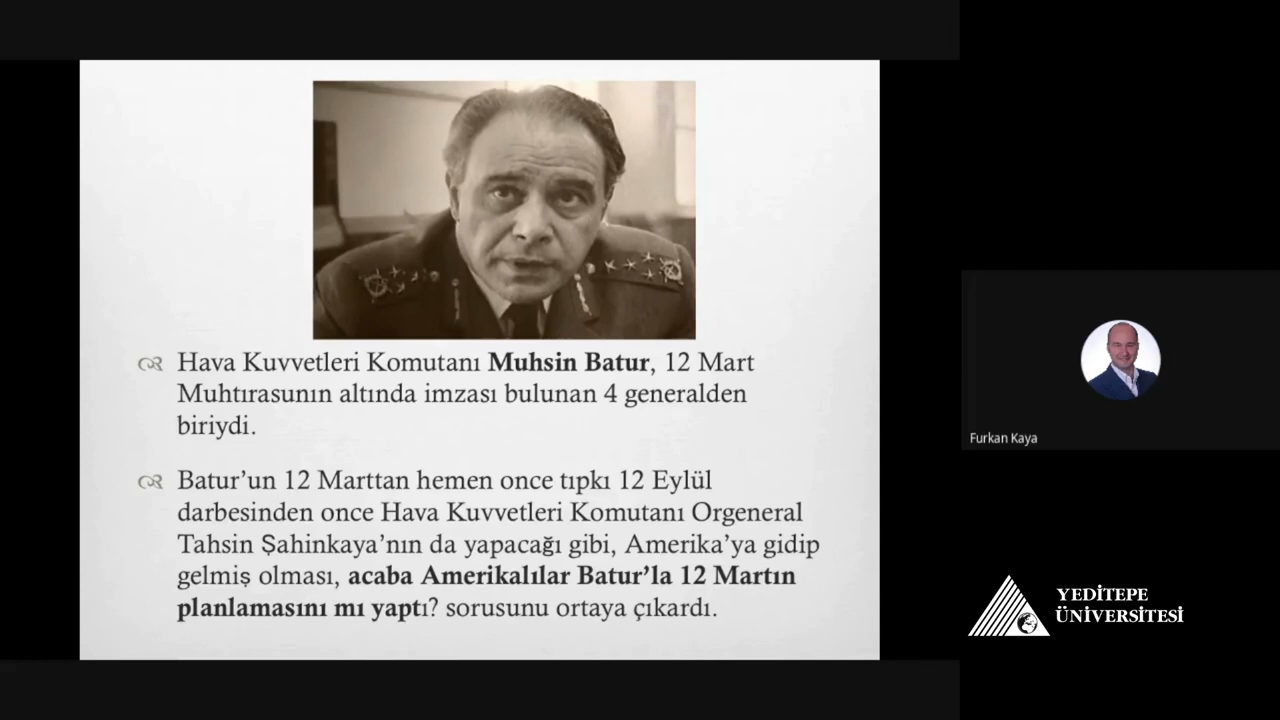 Hava Kuvvetleri Komutanı Muhsin Batur, 12 Mart
Muhtırasunın altında imzası bulunan 4 generalden
biriydi.
Batur’un 12 Marttan hemen once tıpkı 12 Eylül
darbesinden once Hava Kuvvetleri Komutanı Orgeneral
Tahsin Şahinkaya’nın da yapacağı gibi, Amerika’ya gidip
gelmiş olması, acaba Amerikalılar Batur’la 12 Martın
planlamasını mı yaptı? sorusunu ortaya çıkardı.
Furkan Kaya
YEDİTEPE
ÜNİVERSİTESİ